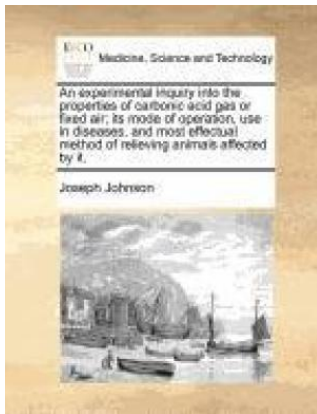 ECCO
Medicine, Science and Technology
An experimental inquiry into the
properties of carbonic acid gas or
fixed air; its mode of operation, use
in diseases, and most effectual
method of relieving animals affected
by it.
Joseph Johnson